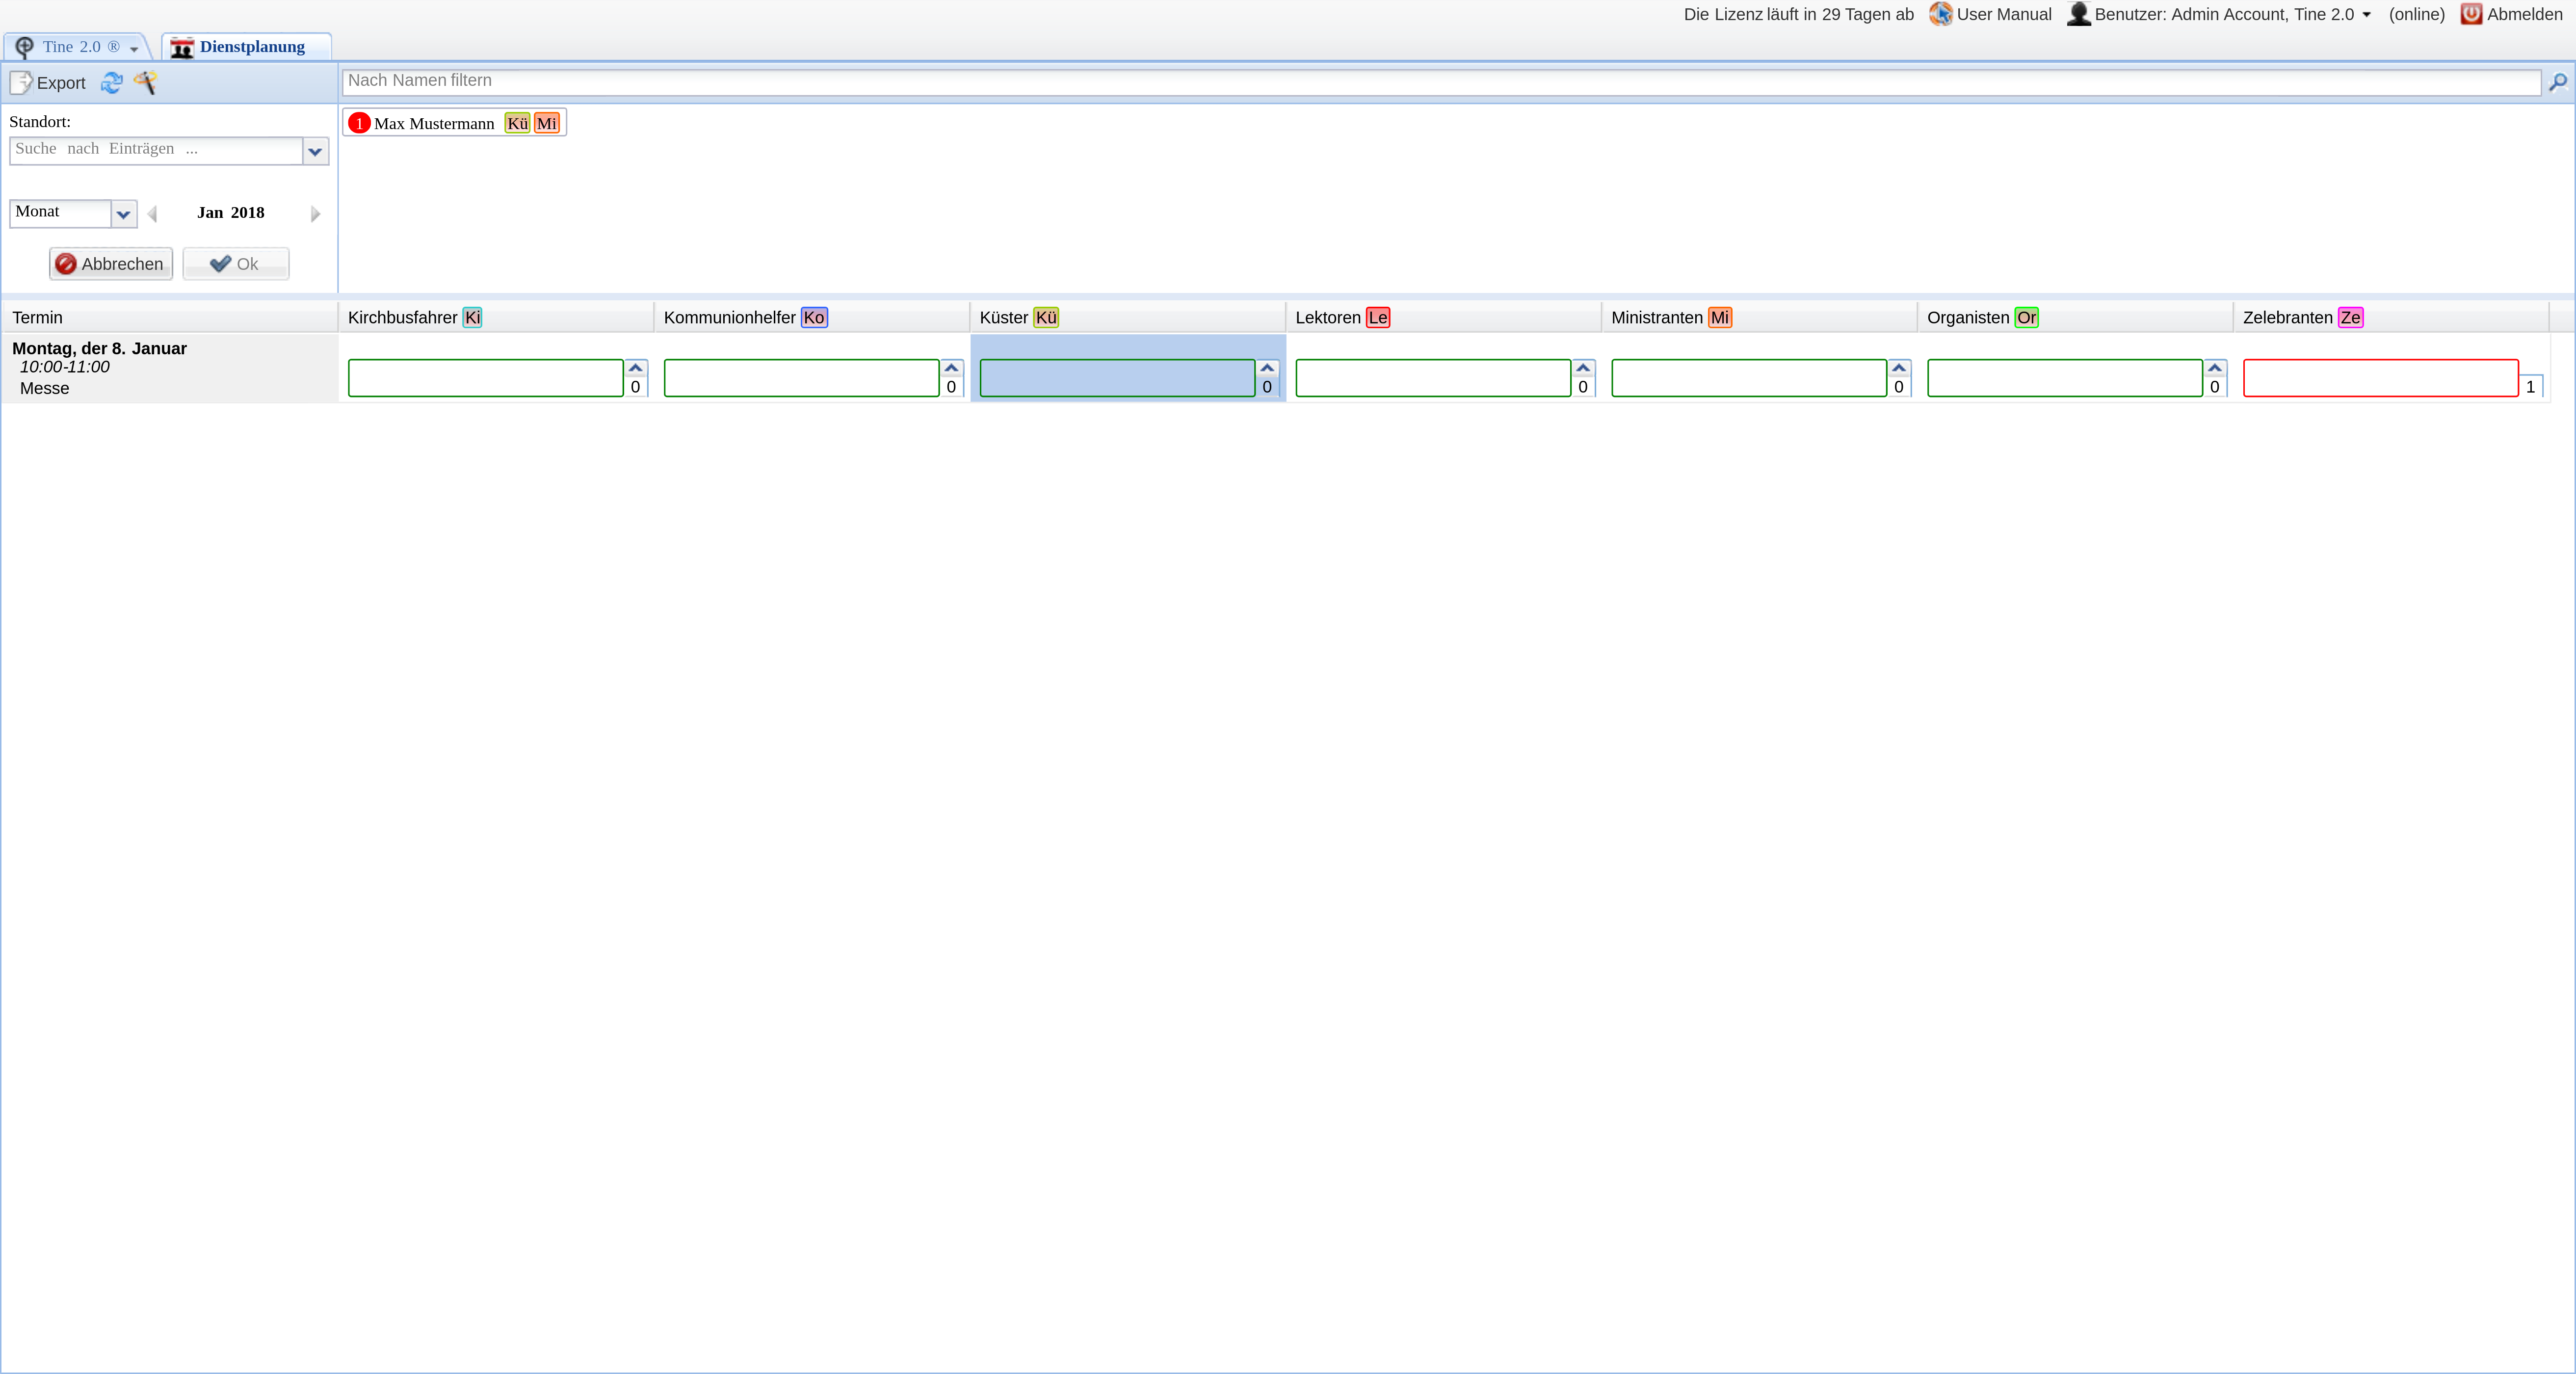 Die Lizenz läuft in 29 Tagen ab User Manual Benutzer: Admin Account, Tine 2.0 (online) Abmelden
Tine 2.0 ® Dienstplanung
Export Nach Namen filtern
Standort:
Suche nach Einträgen ...
1 Max Mustermann Kü Mi
Monat Jan 2018
Abbrechen Ok
Termin Kirchbusfahrer Ki Kommunionhelfer Ko Küster Kü Lektoren Le Ministranten Mi Organisten Or Zelebranten Ze
Montag, der 8. Januar
10:00-11:00
Messe 0 0 0 0 0 0 1